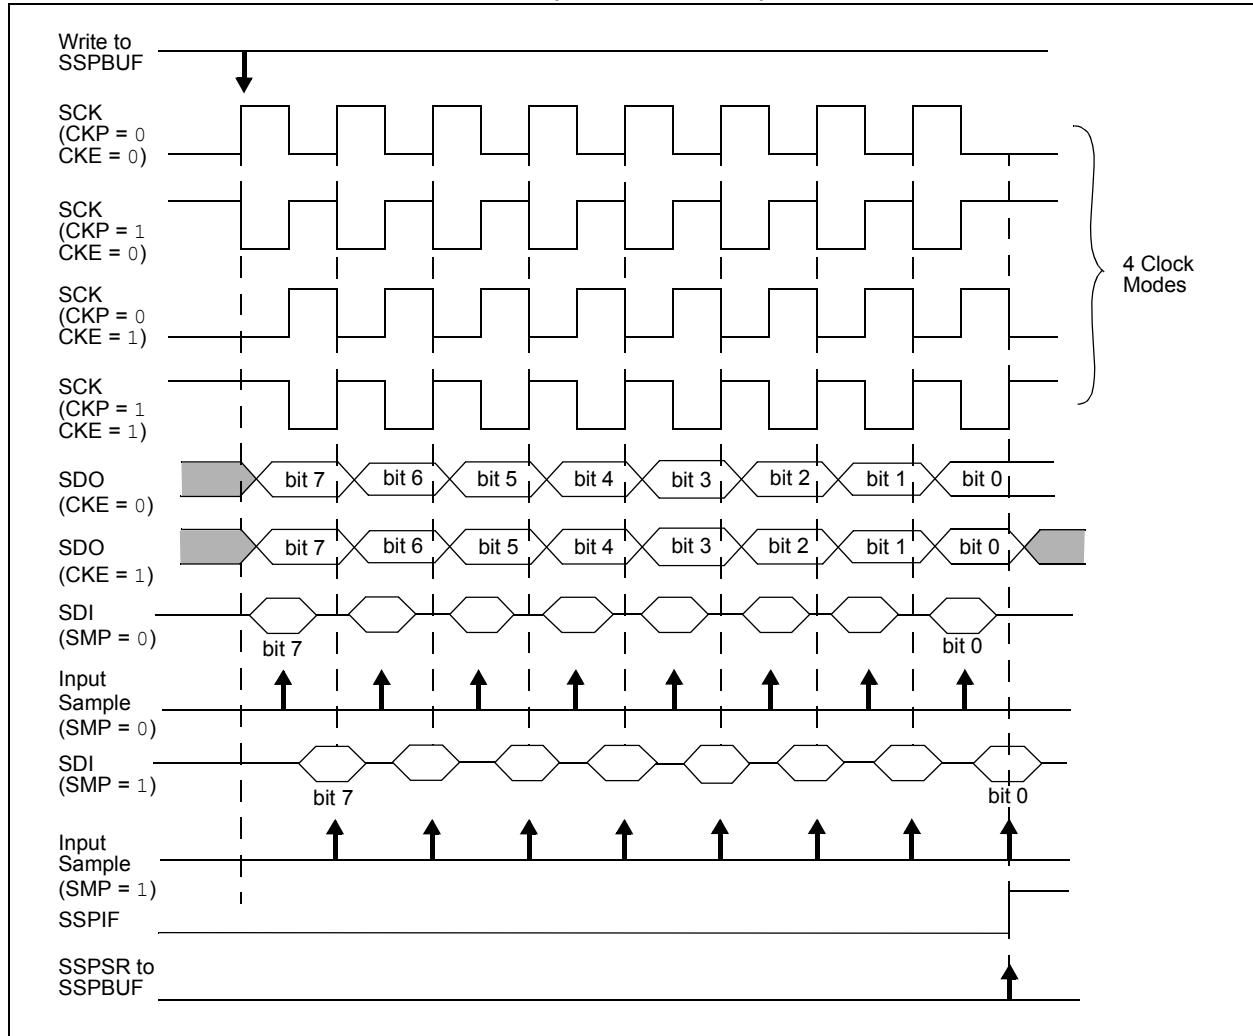 Write to
SSPBUF
SCK
(CKP = 0
CKE = 0)
SCK
(CKP = 1
CKE = 0)
4 Clock
Modes
SCK
(CKP = 0
CKE = 1)
SCK
(CKP = 1
CKE = 1)
SDO
(CKE = 0)
bit 7 bit 6 bit 5 bit 4 bit 3 bit 2 bit 1 bit 0
SDO
(CKE = 1)
bit 7 bit 6 bit 5 bit 4 bit 3 bit 2 bit 1 bit 0
SDI
(SMP = 0)
bit 7 bit 0
Input
Sample
(SMP = 0)
SDI
(SMP = 1)
bit 7 bit 0
Input
Sample
(SMP = 1)
SSPIF
SSPSR to
SSPBUF